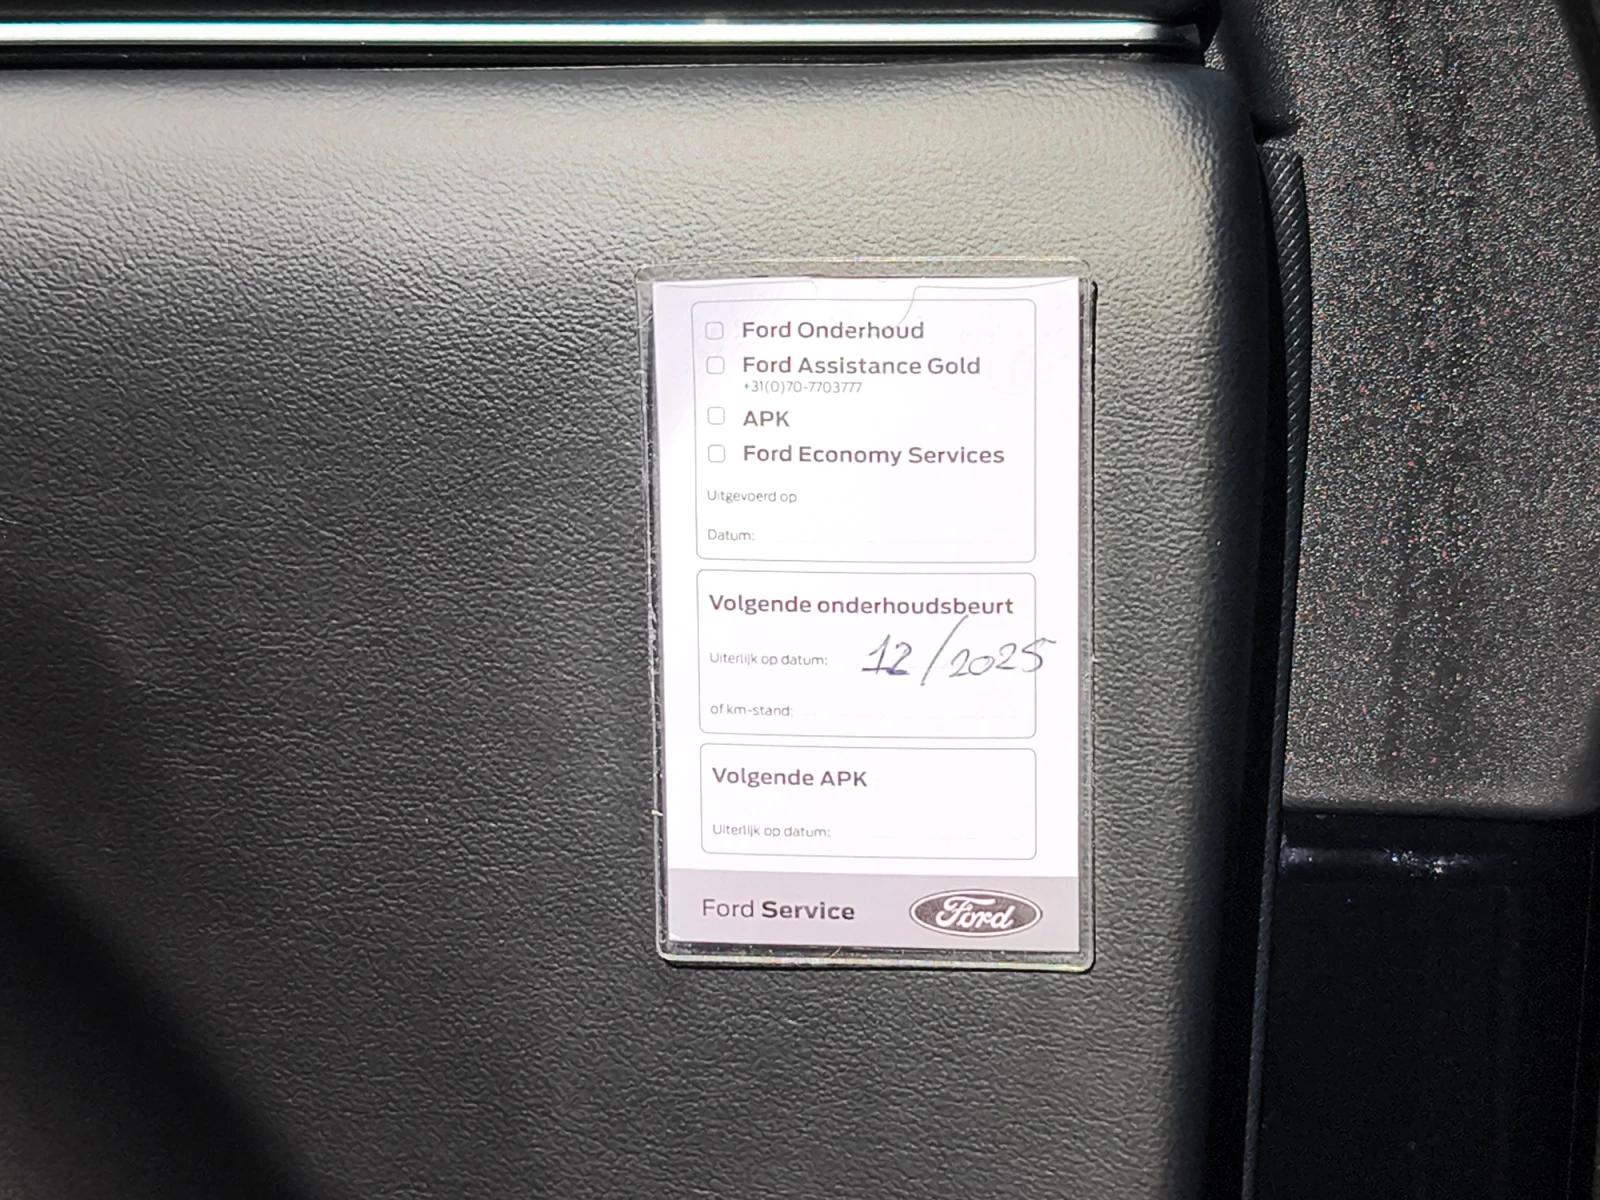 Ford Onderhoud
Ford Assistance Gold
+31(0)70-7703777
APK
Ford Economy Services
Uitgevoerd op
Datum:
Volgende onderhoudsbeurt
Uiterlijk op datum: 12/2025
of km-stand:
Volgende APK
Uiterlijk op datum:
Ford Service Ford